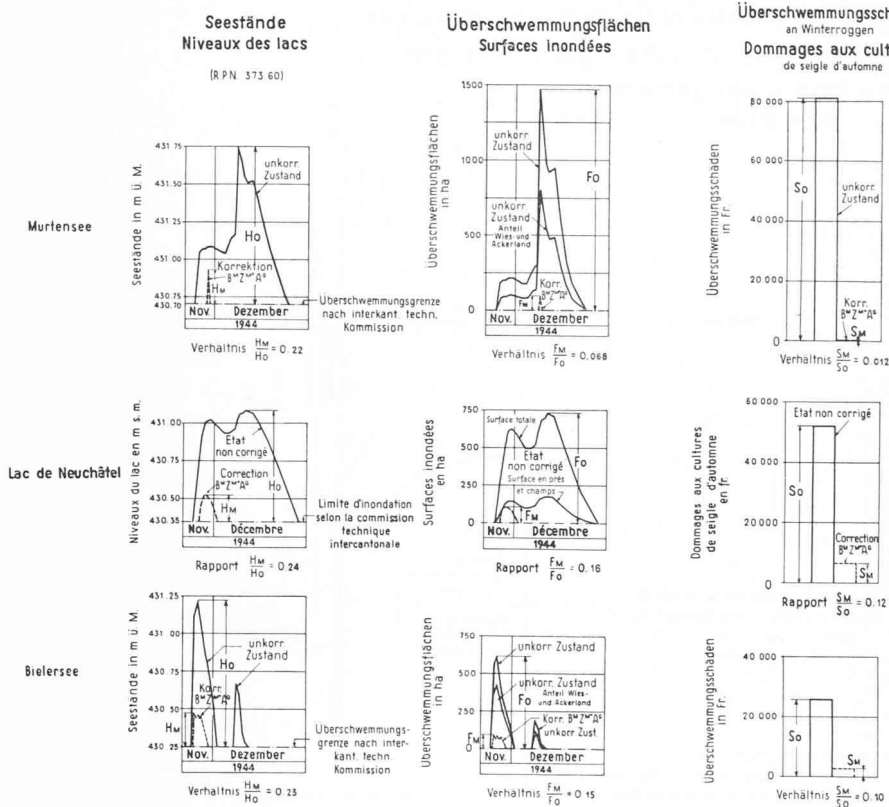 Seestände
Niveaux des lacs
(R.P.N. 373.60)
Überschwemmungsflächen
Surfaces inondées
Überschwemmungssch
an Winterroggen
Dommages aux cult
de seigle d'automne
Murtensee
Seestände in m ü. M.
431.75
431.50
431.25
431.00
430.75
430.70
unkorr.
Zustand
Ho
Korrektion
HM
Nov.
Dezember
1944
Überschwemmungsgrenze
nach interkant. techn.
Kommission
Verhältnis HM/Ho = 0.22
Überschwemmungsflächen
in ha
1500
1250
1000
750
500
250
0
unkorr.
Zustand
Fo
unkorr.
Zustand
Anteil
Wies- und
Ackerland
Korr.
FM
Nov.
Dezember
1944
Verhältnis FM/Fo = 0,068
Überschwemmungsschäden
in Fr.
80 000
60 000
40 000
20 000
0
So
unkorr.
Zustand
Korr.
SM
Verhältnis SM/So = 0.012
Lac de Neuchâtel
Niveaux du lac en m s.m.
431.00
430.75
430.50
430.35
Etat
non corrigé
Correction
Ho
HM
Nov.
Décembre
1944
Limite d'inondation
selon la commission
technique
intercantonale
Rapport HM/Ho = 0.24
Surfaces inondées
en ha
750
500
250
0
Surface totale
Etat
non corrigé
Fo
Surface en prés
et champs
FM
Nov.
Décembre
1944
Rapport FM/Fo = 0.16
Dommages aux cultures
de seigle d'automne
en fr.
60 000
40 000
20000
0
Etat non corrigé
So
Correction
SM
Rapport SM/So = 0.12
Bielersee
Seestände in m ü. M.
431.25
431.00
430.75
430.50
430.25
unkorr.
Zustand
Ho
Korr.
HM
Nov.
Dezember
1944
Überschwemmungs-
grenze nach inter-
kant. techn.
Kommission
Verhältnis HM/Ho = 0.23
Überschwemmungsflächen
in ha
750
500
250
0
unkorr. Zustand
unkorr. Zustand
Anteil Wies-
und Ackerland
Fo
Korr.
unkorr. Zust.
FM
Nov.
Dezember
1944
Verhältnis FM/Fo = 0.15
Überschwemmungsschäden
in Fr.
40 000
20 000
0
So
SM
Verhältnis SM/So = 0.10